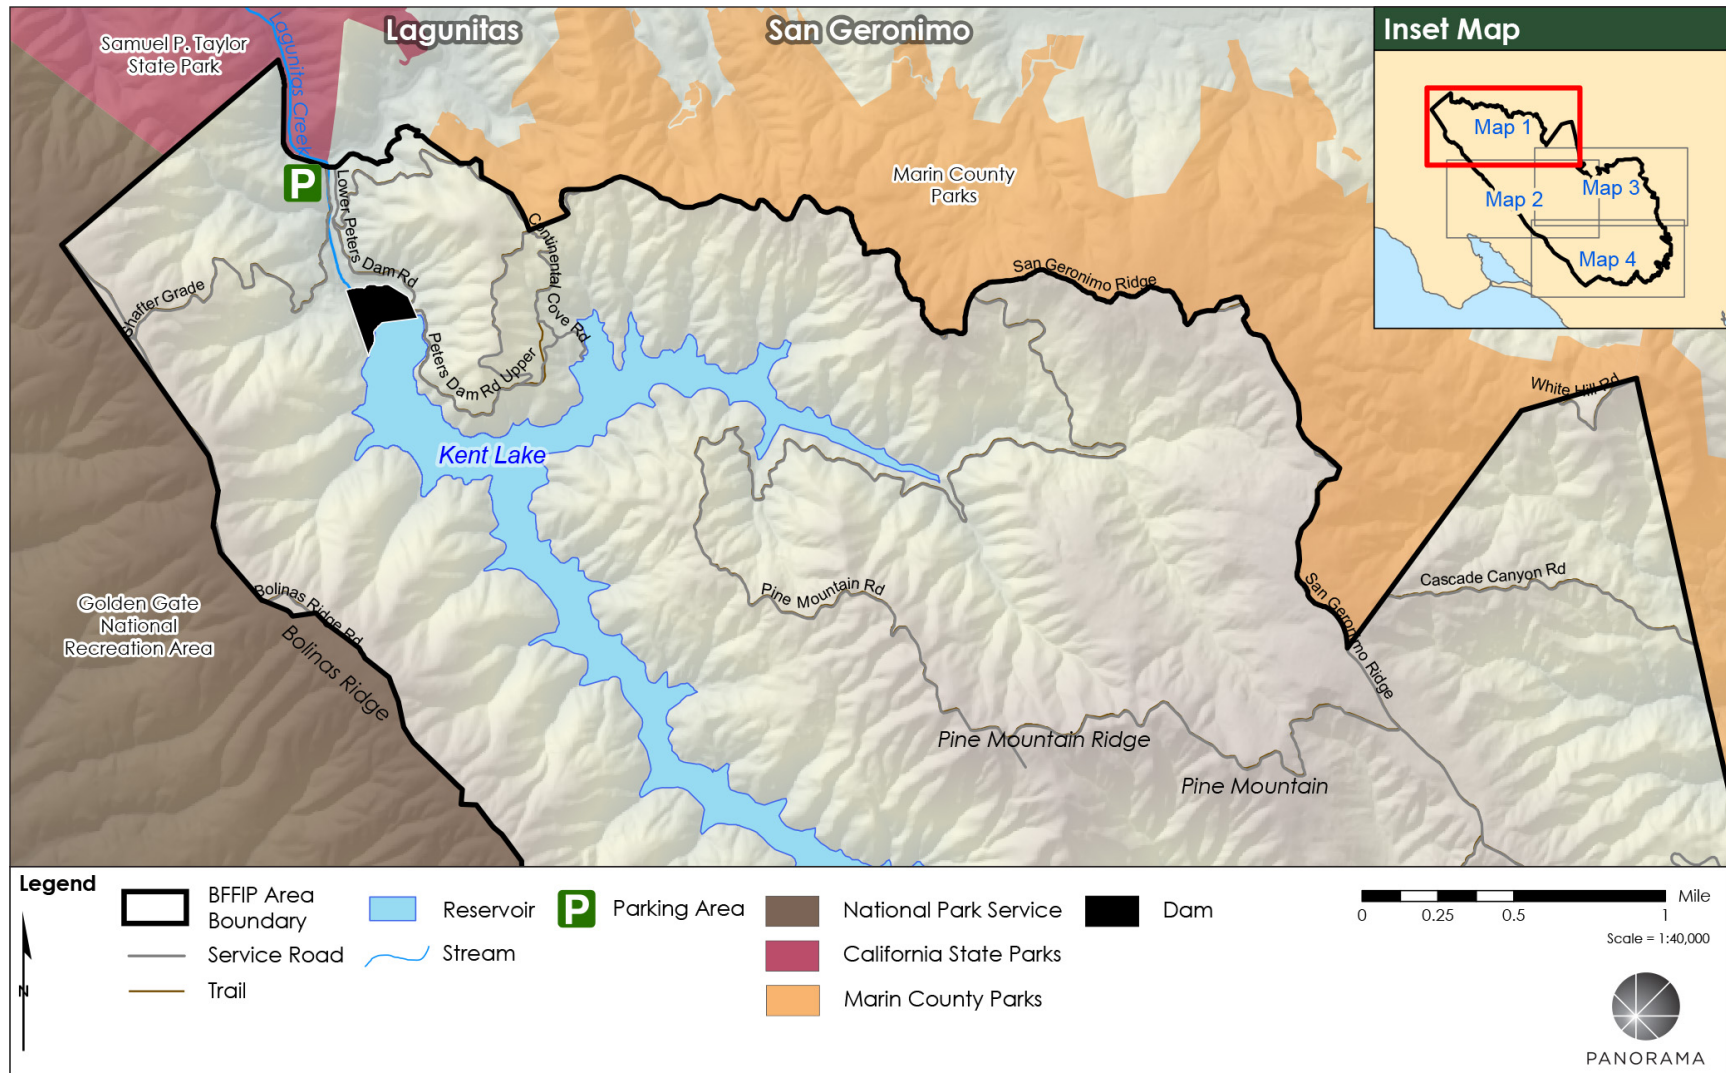 Samuel P. Taylor
State Park
Lagunitas Creek
Lagunitas
San Geronimo
Inset Map
Map 1
Map 2
Map 3
Map 4
P
Marin County
Parks
Lower Peters Dam Rd
Continental Cove Rd
Shafter Grade
San Geronimo Ridge
Peters Dam Rd Upper
White Hill Rd
Kent Lake
Cascade Canyon Rd
Pine Mountain Rd
Bolinas Ridge Rd
Golden Gate
National
Recreation Area
Bolinas Ridge
San Geronimo Ridge
Pine Mountain Ridge
Pine Mountain
Legend
BFFIP Area
Boundary
Service Road
Trail
Reservoir
Stream
P
Parking Area
National Park Service
California State Parks
Marin County Parks
Dam
Mile
0 0.25 0.5 1
Scale = 1:40,000
N
PANORAMA